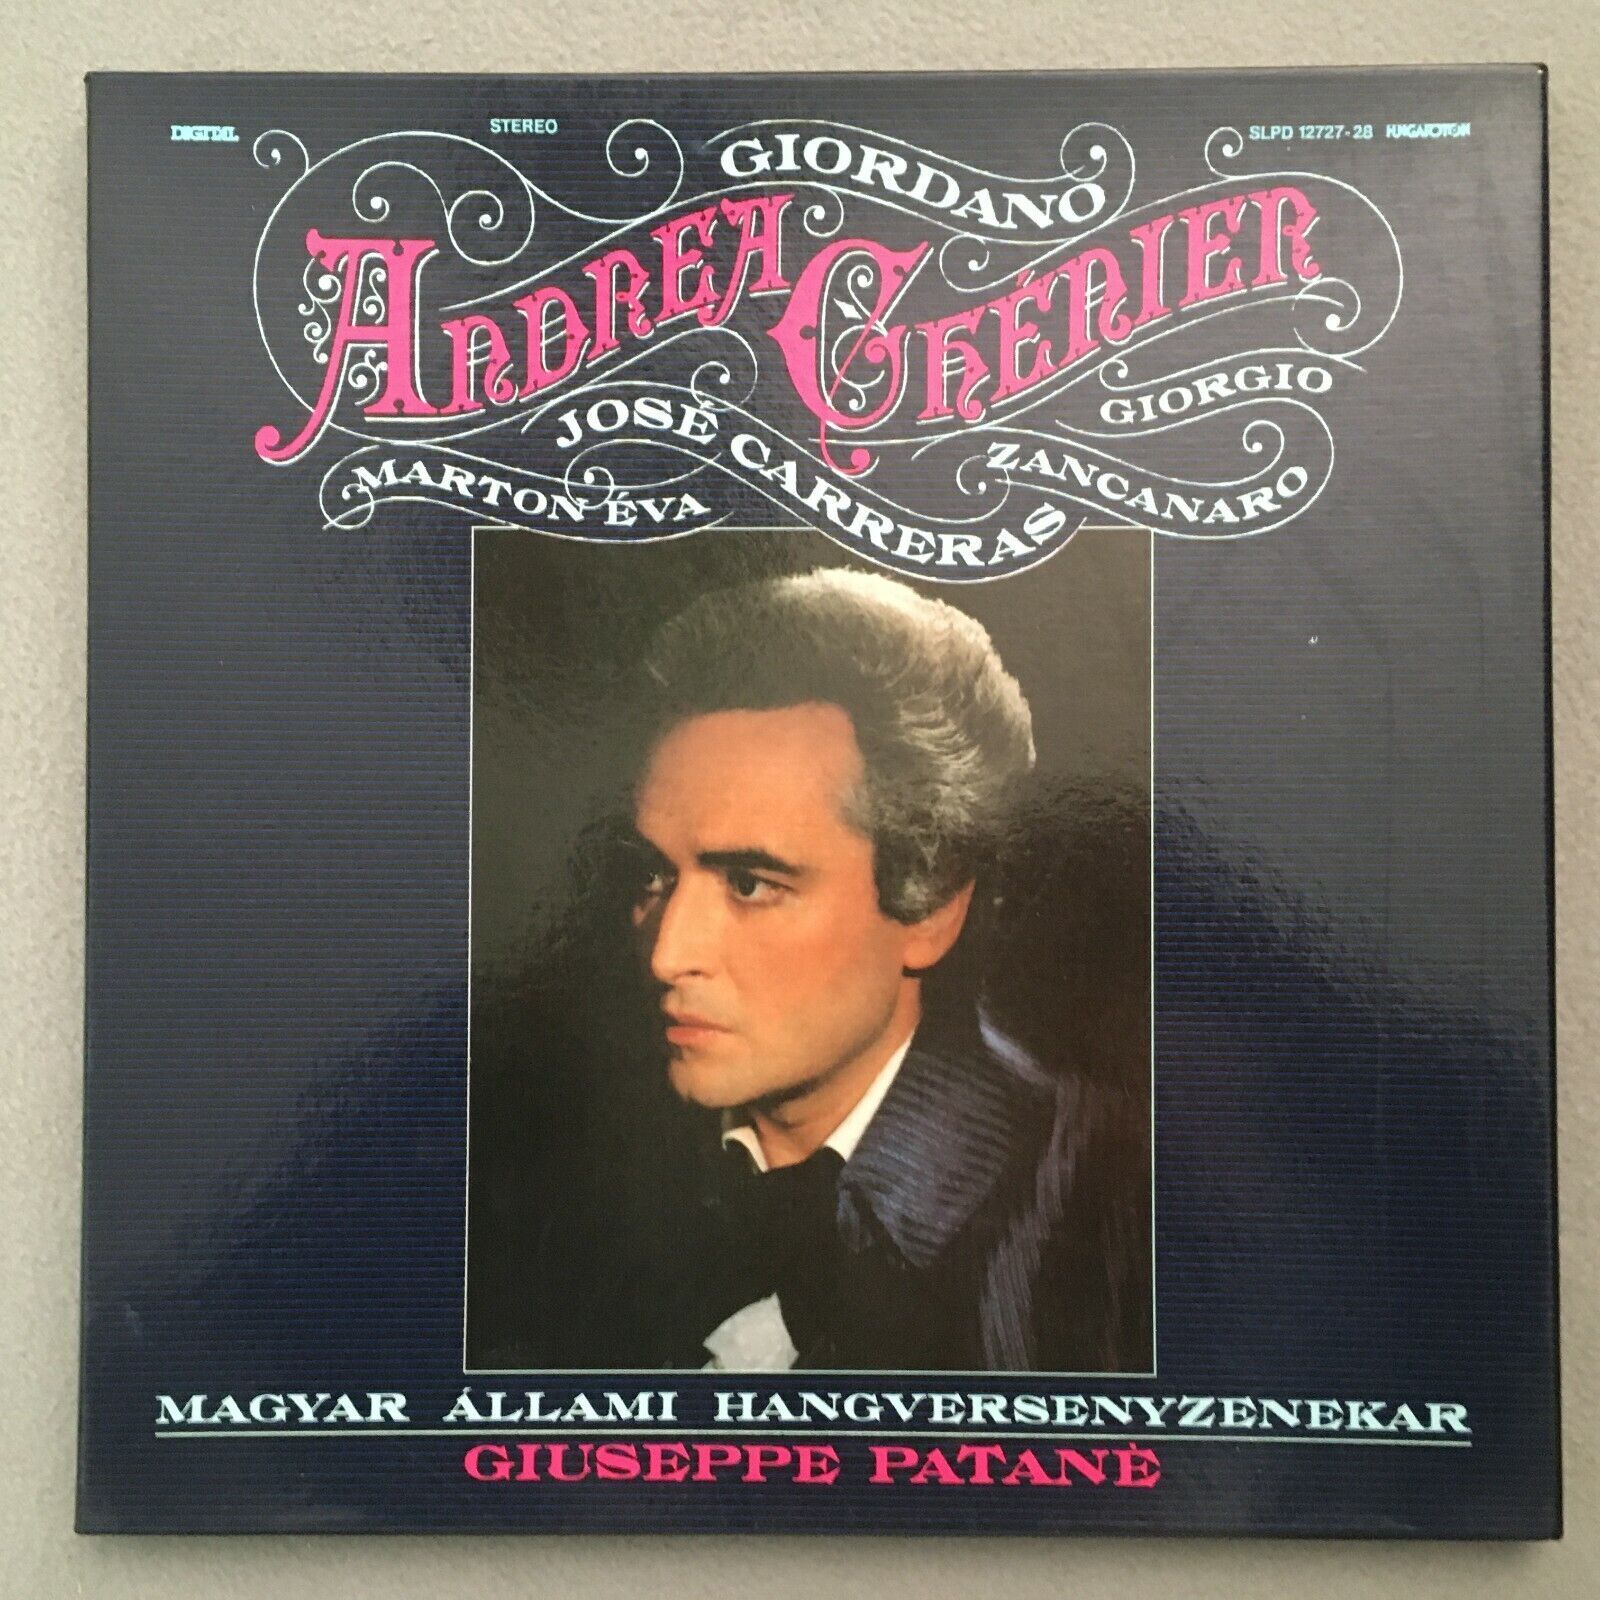 DIGITAL
STEREO
SLPD 12727-28 HUNGAROTON
GIORDANO
ANDREA CHÉNIER
MARTON ÉVA
JOSÉ CARRERAS
GIORGIO
ZANCANARO
MAGYAR ÁLLAMI HANGVERSENYZENEKAR
GIUSEPPE PATANÈ